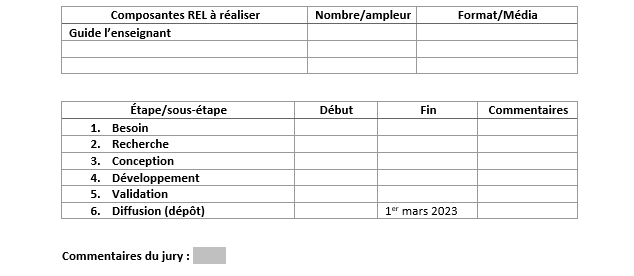 Composantes REL à réaliser Nombre/ampleur Format/Média
Guide l’enseignant
Étape/sous-étape Début Fin Commentaires
1. Besoin
2. Recherche
3. Conception
4. Développement
5. Validation
6. Diffusion (dépôt) 1er mars 2023
Commentaires du jury :